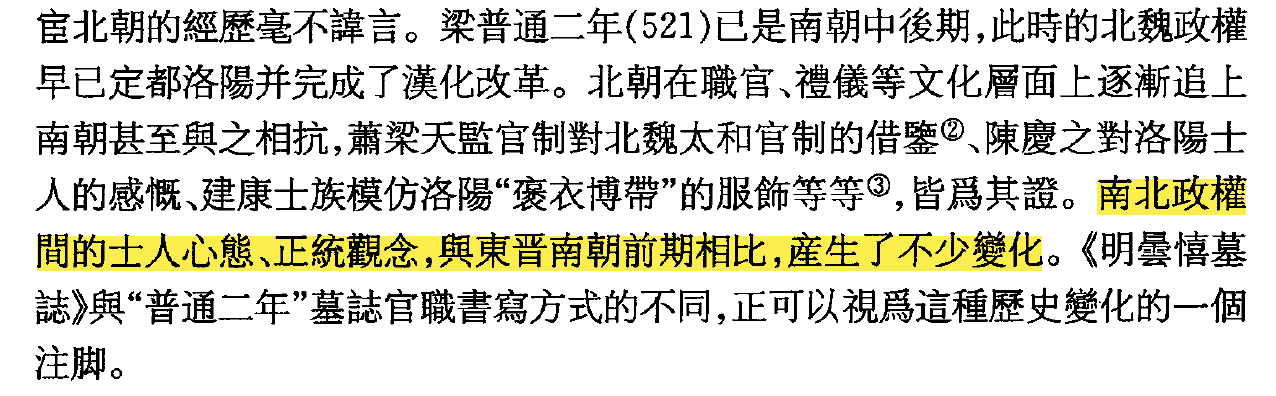 宦北朝的經歷毫不諱言。梁普通二年(521)已是南朝中後期,此時的北魏政權
早已定都洛陽并完成了漢化改革。北朝在職官、禮儀等文化層面上逐漸追上
南朝甚至與之相抗,蕭梁天監官制對北魏太和官制的借鑒②、陳慶之對洛陽士
人的感慨、建康士族模仿洛陽“褒衣博帶”的服飾等等③,皆爲其證。南北政權
間的士人心態、正統觀念,與東晋南朝前期相比,産生了不少變化。《明曇憘墓
誌》與“普通二年”墓誌官職書寫方式的不同,正可以視爲這種歷史變化的一個
注脚。